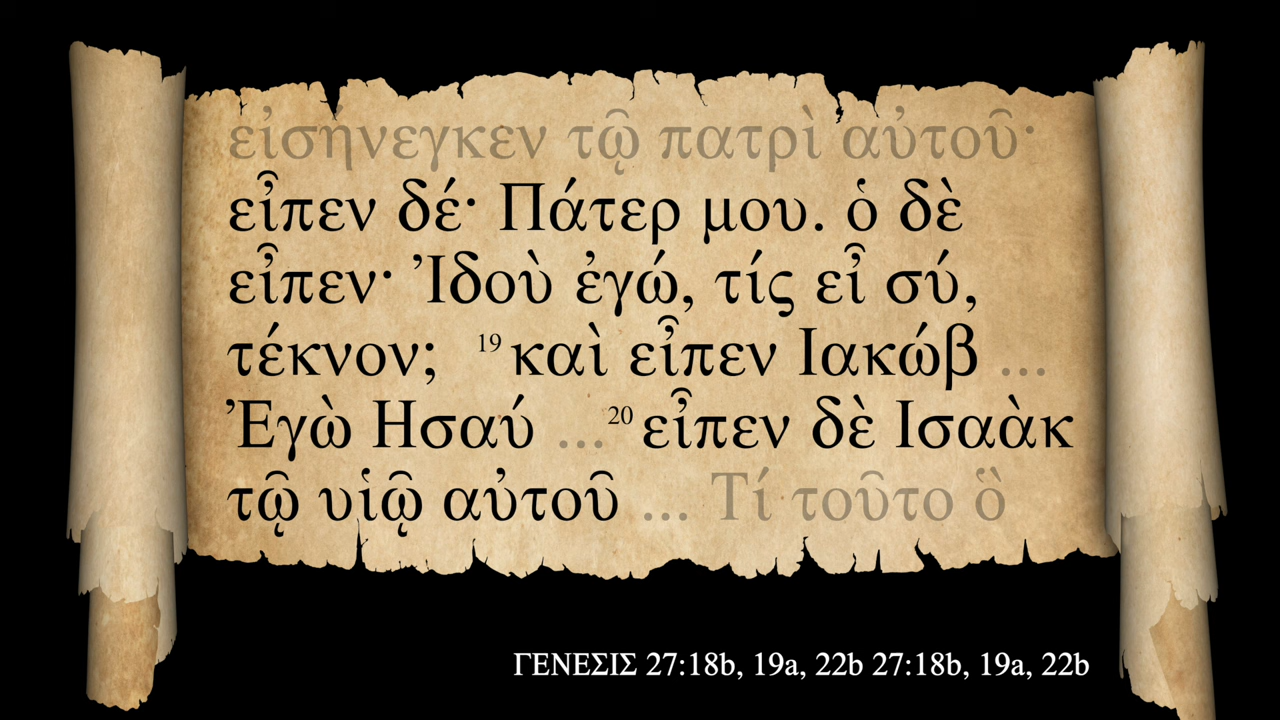 εἰσήνεγκεν τῷ πατρὶ αὐτοῦ·
εἶπεν δέ· Πάτερ μου. ὁ δὲ
εἶπεν· Ἰδοὺ ἐγώ, τίς εἶ σύ,
τέκνον; 19 καὶ εἶπεν Ιακώβ ...
Ἐγὼ Ησαύ ... 20 εἶπεν δὲ Ισαὰκ
τῷ υἱῷ αὐτοῦ ... Τί τοῦτο ὃ
ΓΕΝΕΣΙΣ 27:18b, 19a, 22b 27:18b, 19a, 22b